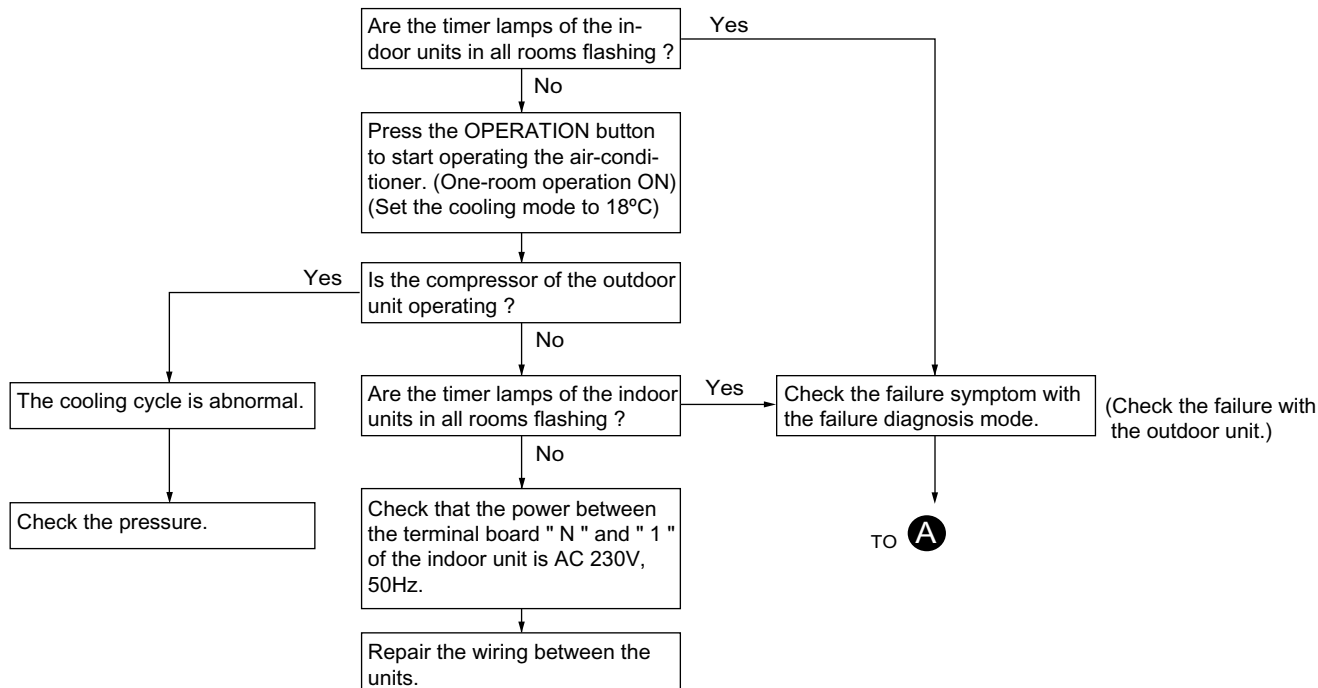 Are the timer lamps of the in-
door units in all rooms flashing ?
Yes
No
Press the OPERATION button
to start operating the air-condi-
tioner. (One-room operation ON)
(Set the cooling mode to 18ºC)
Yes
Is the compressor of the outdoor
unit operating ?
No
The cooling cycle is abnormal.
Are the timer lamps of the indoor
units in all rooms flashing ?
Yes
Check the failure symptom with
the failure diagnosis mode.
(Check the failure with
the outdoor unit.)
No
Check the pressure.
Check that the power between
the terminal board " N " and " 1 "
of the indoor unit is AC 230V,
50Hz.
TO A
Repair the wiring between the
units.